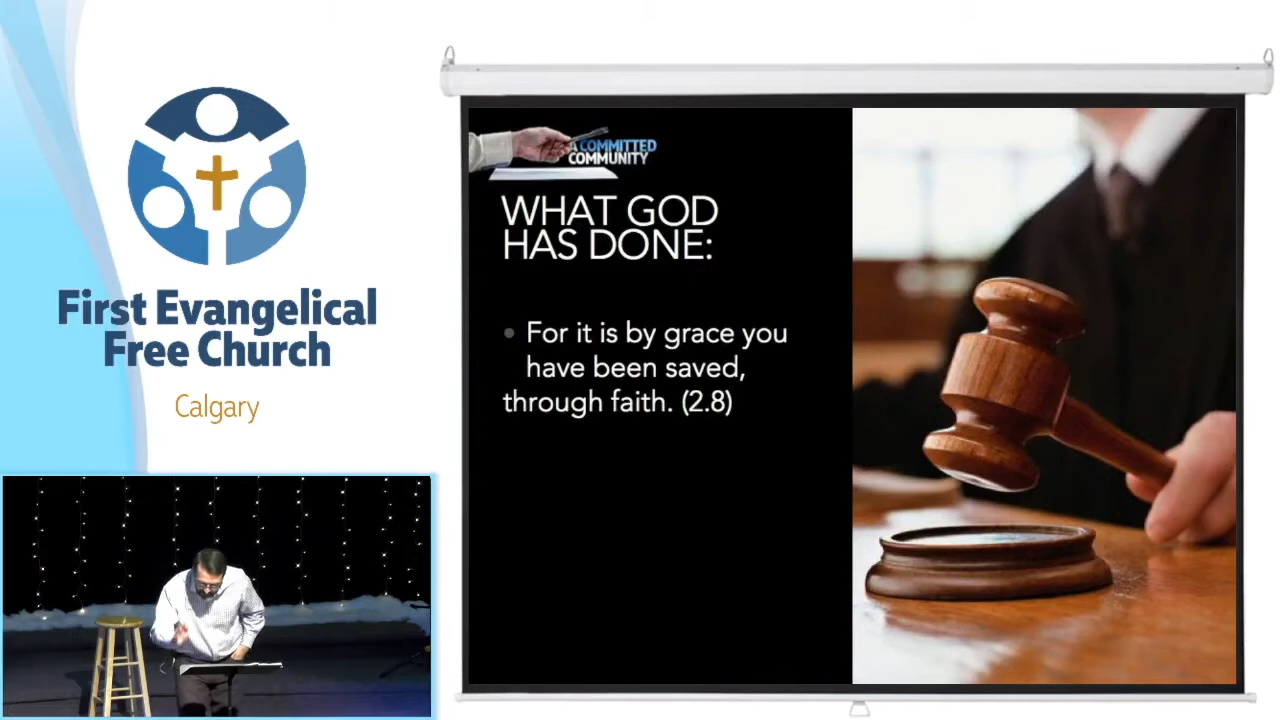 First Evangelical
Free Church
Calgary
A COMMITTED
COMMUNITY
WHAT GOD
HAS DONE:
• For it is by grace you
have been saved,
through faith. (2.8)